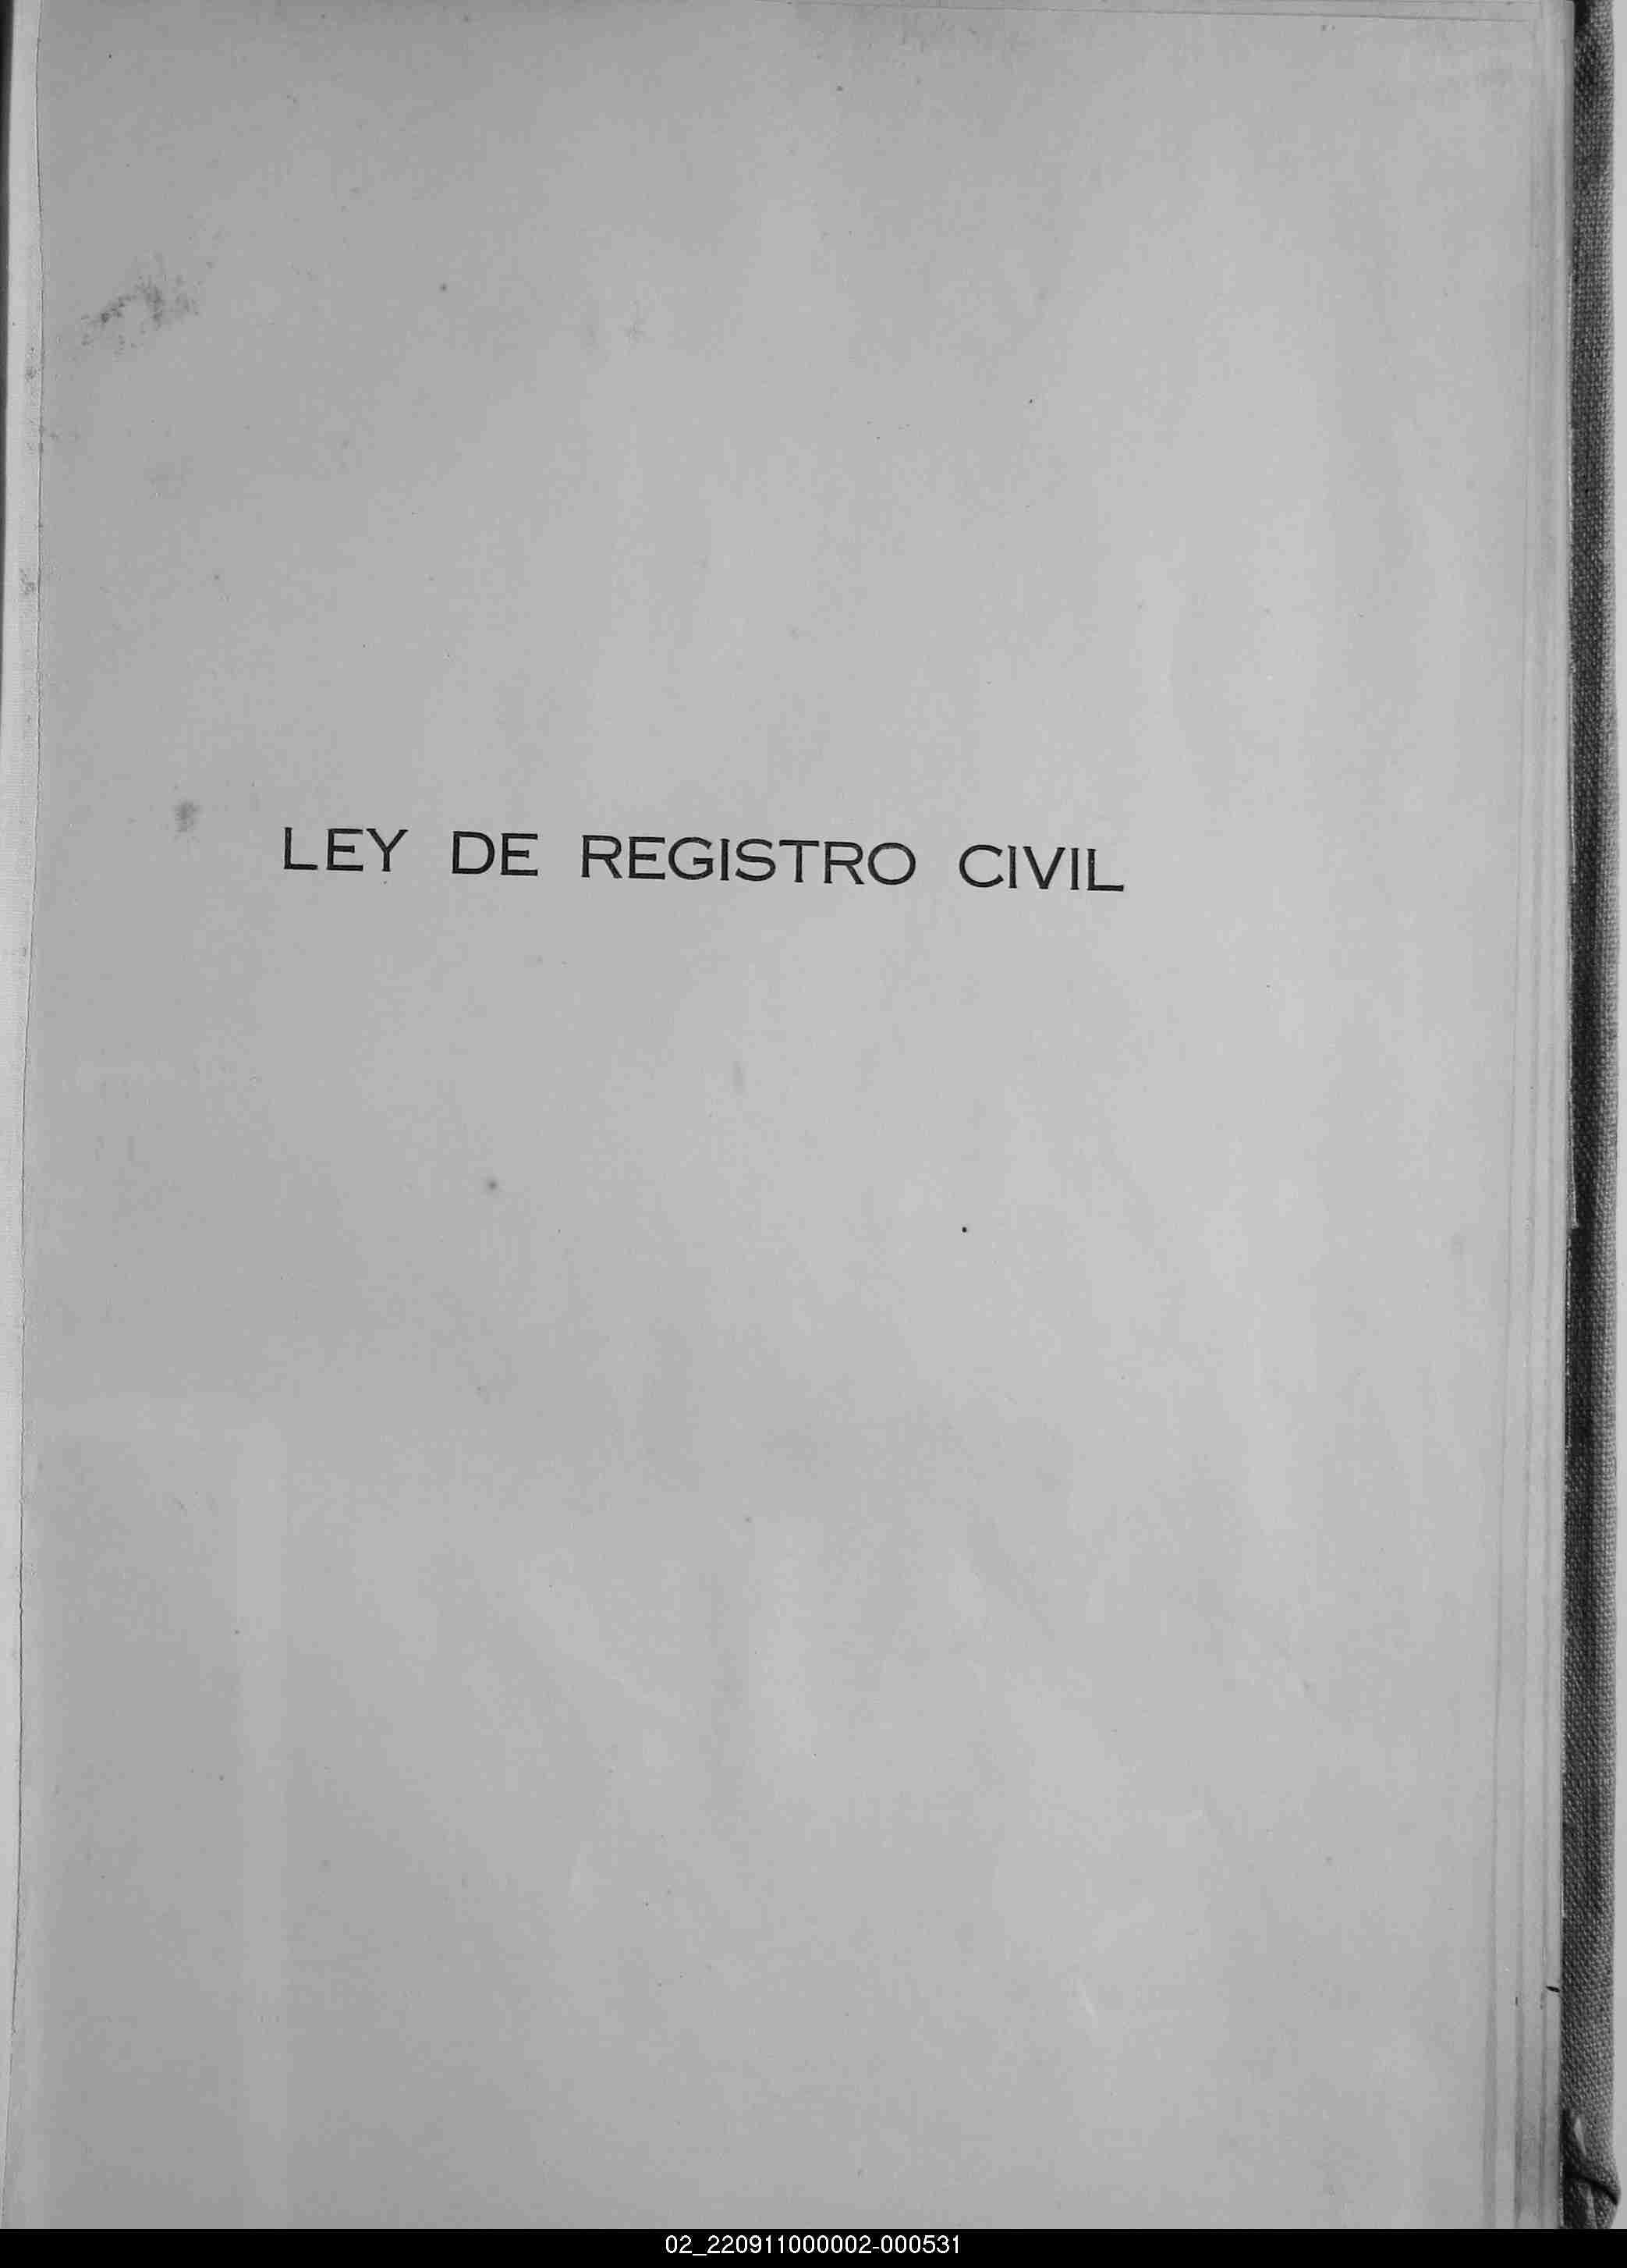 LEY DE REGISTRO CIVIL
02_220911000002-000531